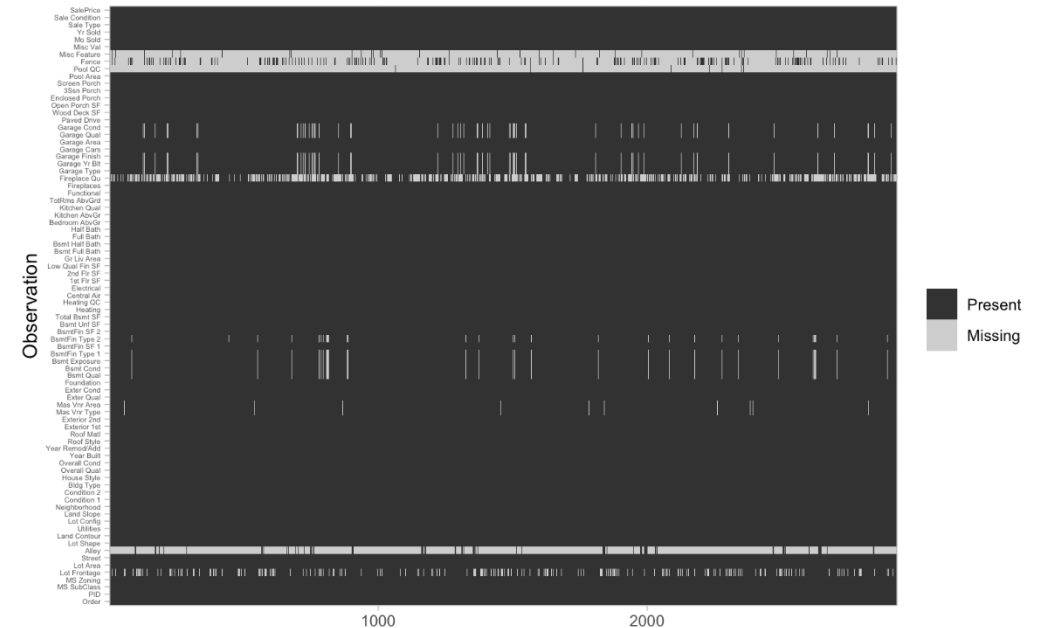 SalePrice
Sale Condition
Sale Type
Yr Sold
Mo Sold
Misc Val
Misc Feature
Fence
Pool QC
Pool Area
Screen Porch
3Ssn Porch
Enclosed Porch
Open Porch SF
Wood Deck SF
Paved Drive
Garage Cond
Garage Qual
Garage Area
Garage Cars
Garage Finish
Garage Yr Blt
Garage Type
Fireplace Qu
Fireplaces
Functional
TotRms AbvGrd
Kitchen Qual
Kitchen AbvGr
Bedroom AbvGr
Half Bath
Full Bath
Bsmt Half Bath
Bsmt Full Bath
Gr Liv Area
Low Qual Fin SF
2nd Flr SF
1st Flr SF
Electrical
Central Air
Heating QC
Heating
Total Bsmt SF
Bsmt Unf SF
BsmtFin SF 2
BsmtFin Type 2
BsmtFin SF 1
BsmtFin Type 1
Bsmt Exposure
Bsmt Cond
Bsmt Qual
Foundation
Exter Cond
Exter Qual
Mas Vnr Area
Mas Vnr Type
Exterior 2nd
Exterior 1st
Roof Matl
Roof Style
Year Remod/Add
Year Built
Overall Cond
Overall Qual
House Style
Bldg Type
Condition 2
Condition 1
Neighborhood
Land Slope
Lot Config
Utilities
Land Contour
Lot Shape
Alley
Street
Lot Area
Lot Frontage
MS Zoning
MS SubClass
PID
Order
Observation
1000
2000
Present
Missing